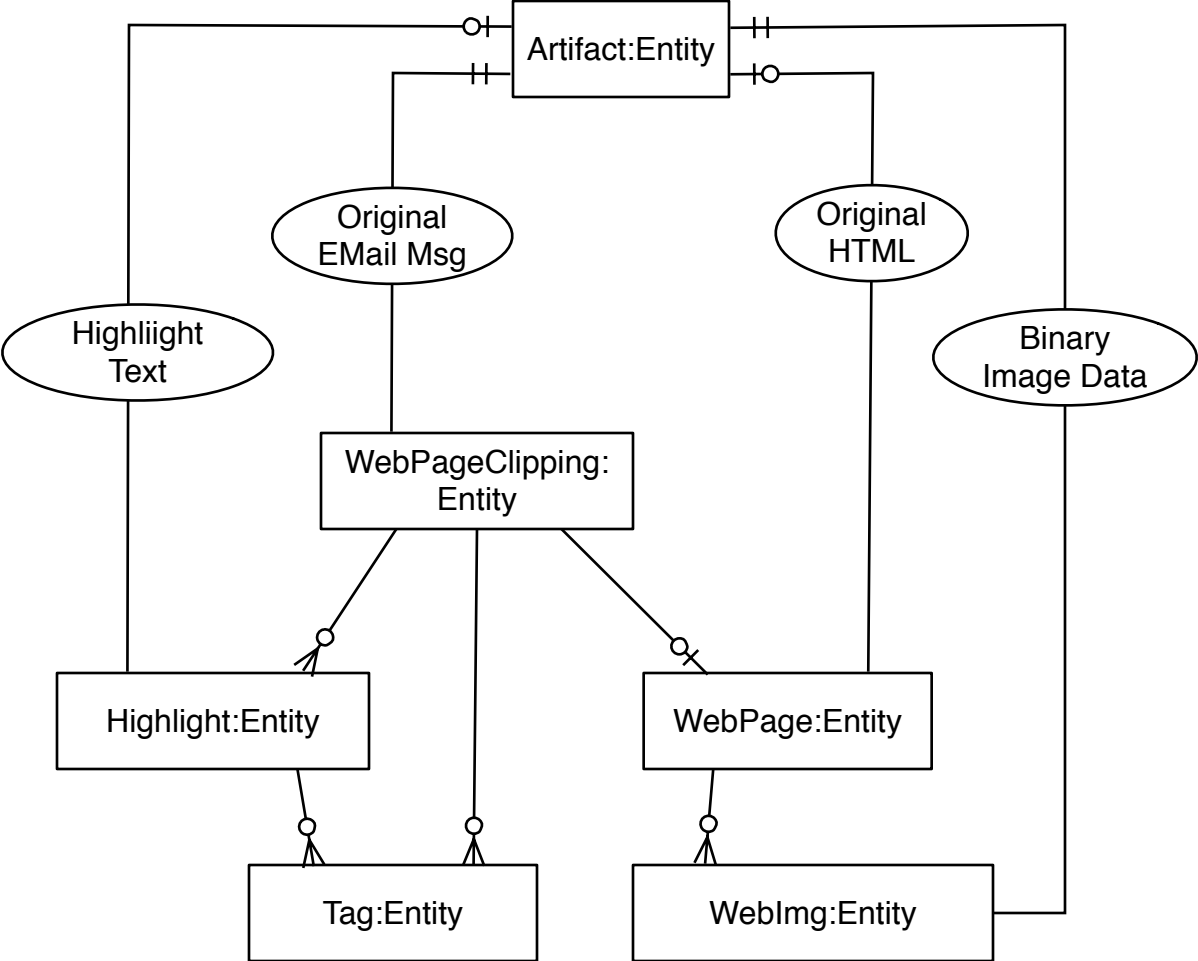 Artifact:Entity
Original
EMail Msg
Original
HTML
Highliight
Text
Binary
Image Data
WebPageClipping:
Entity
Highlight:Entity
WebPage:Entity
Tag:Entity
WebImg:Entity